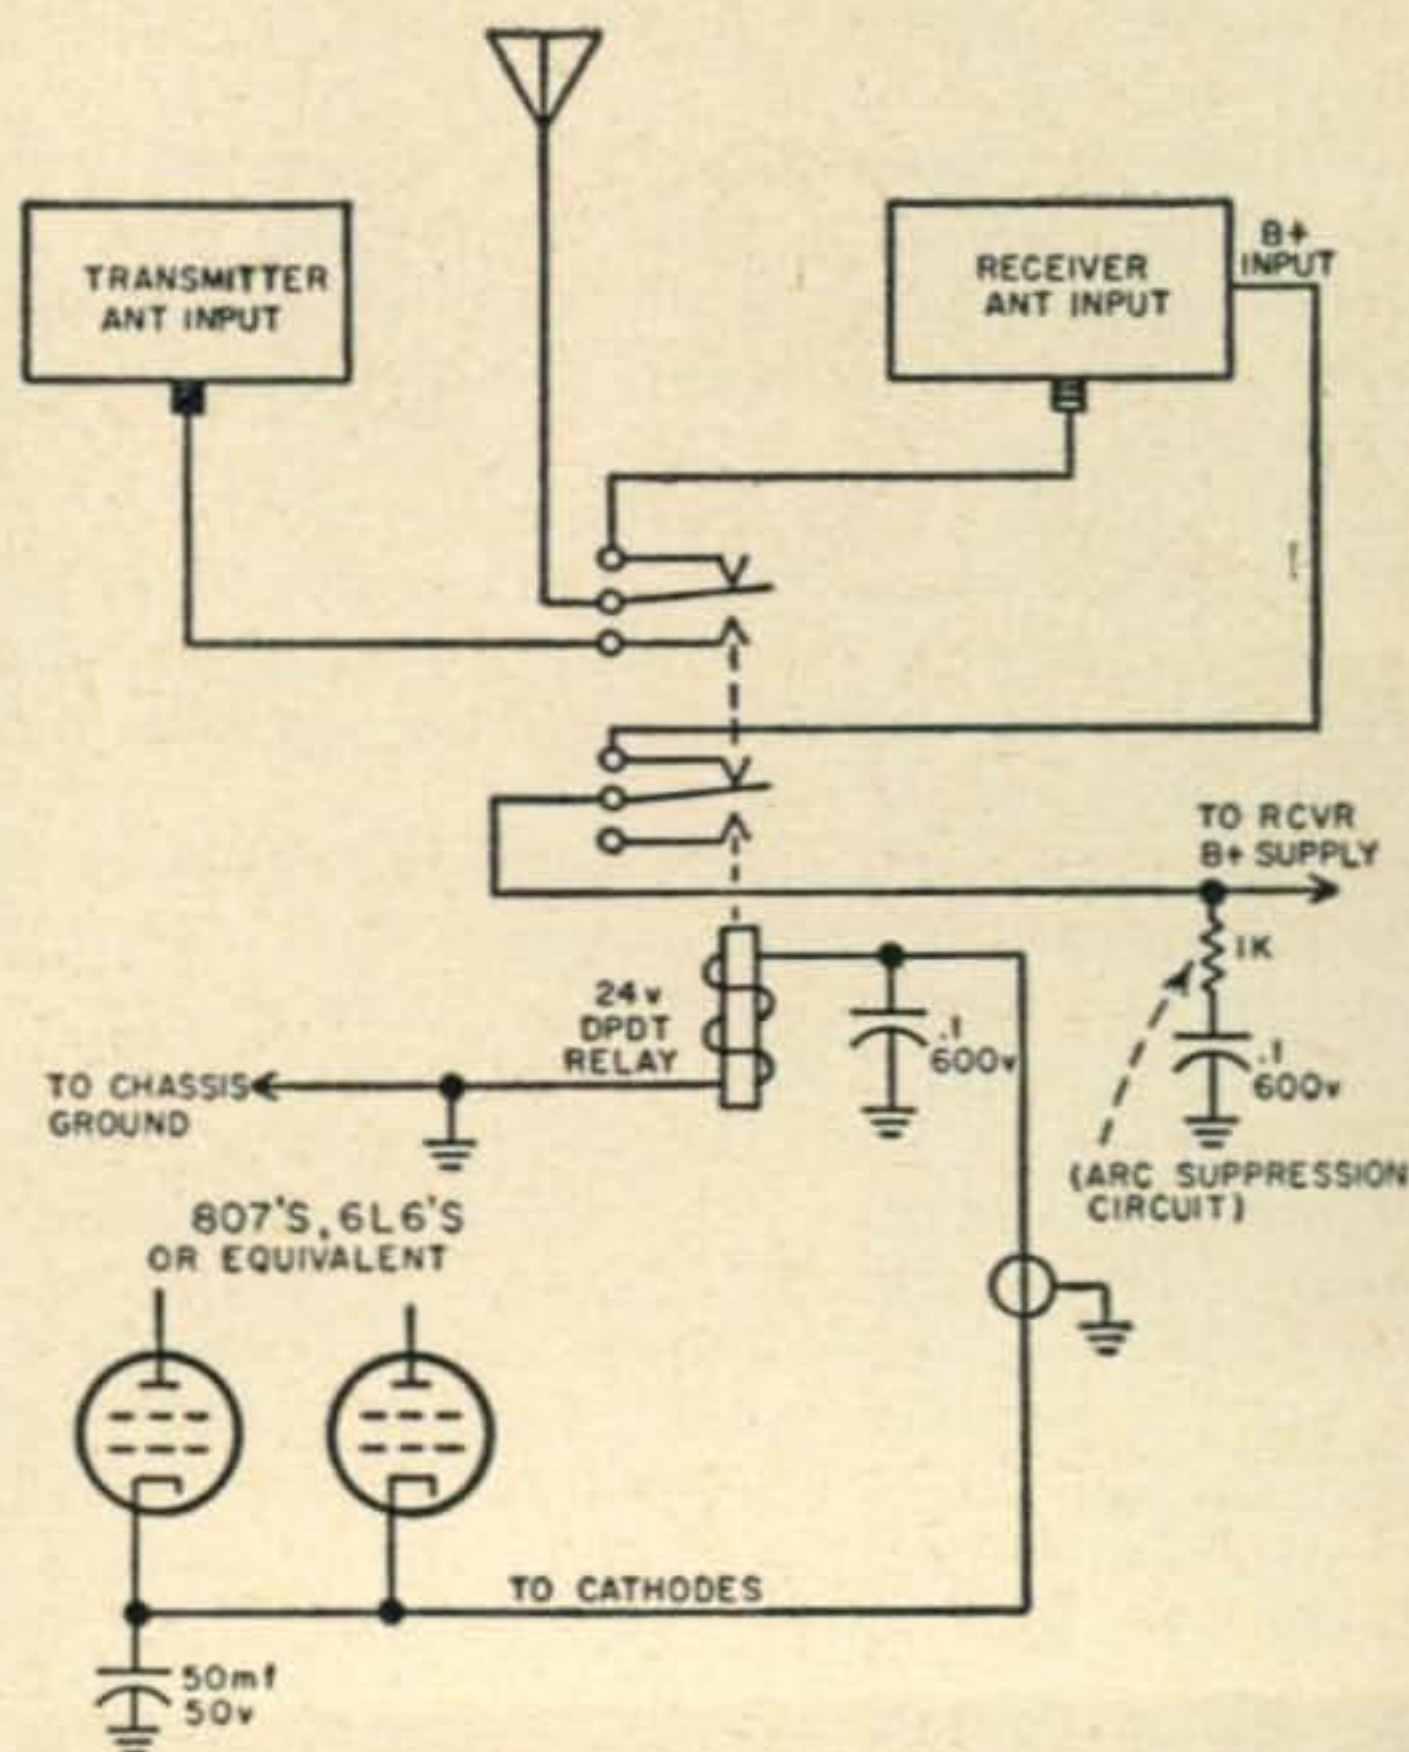 TRANSMITTER
ANT INPUT
RECEIVER
ANT INPUT
B+
INPUT
TO RCVR
B+ SUPPLY
1K
24v
DPDT
RELAY
.1
600v
.1
600v
TO CHASSIS
GROUND
(ARC SUPPRESSION
CIRCUIT)
807'S, 6L6'S
OR EQUIVALENT
TO CATHODES
50mf
50v